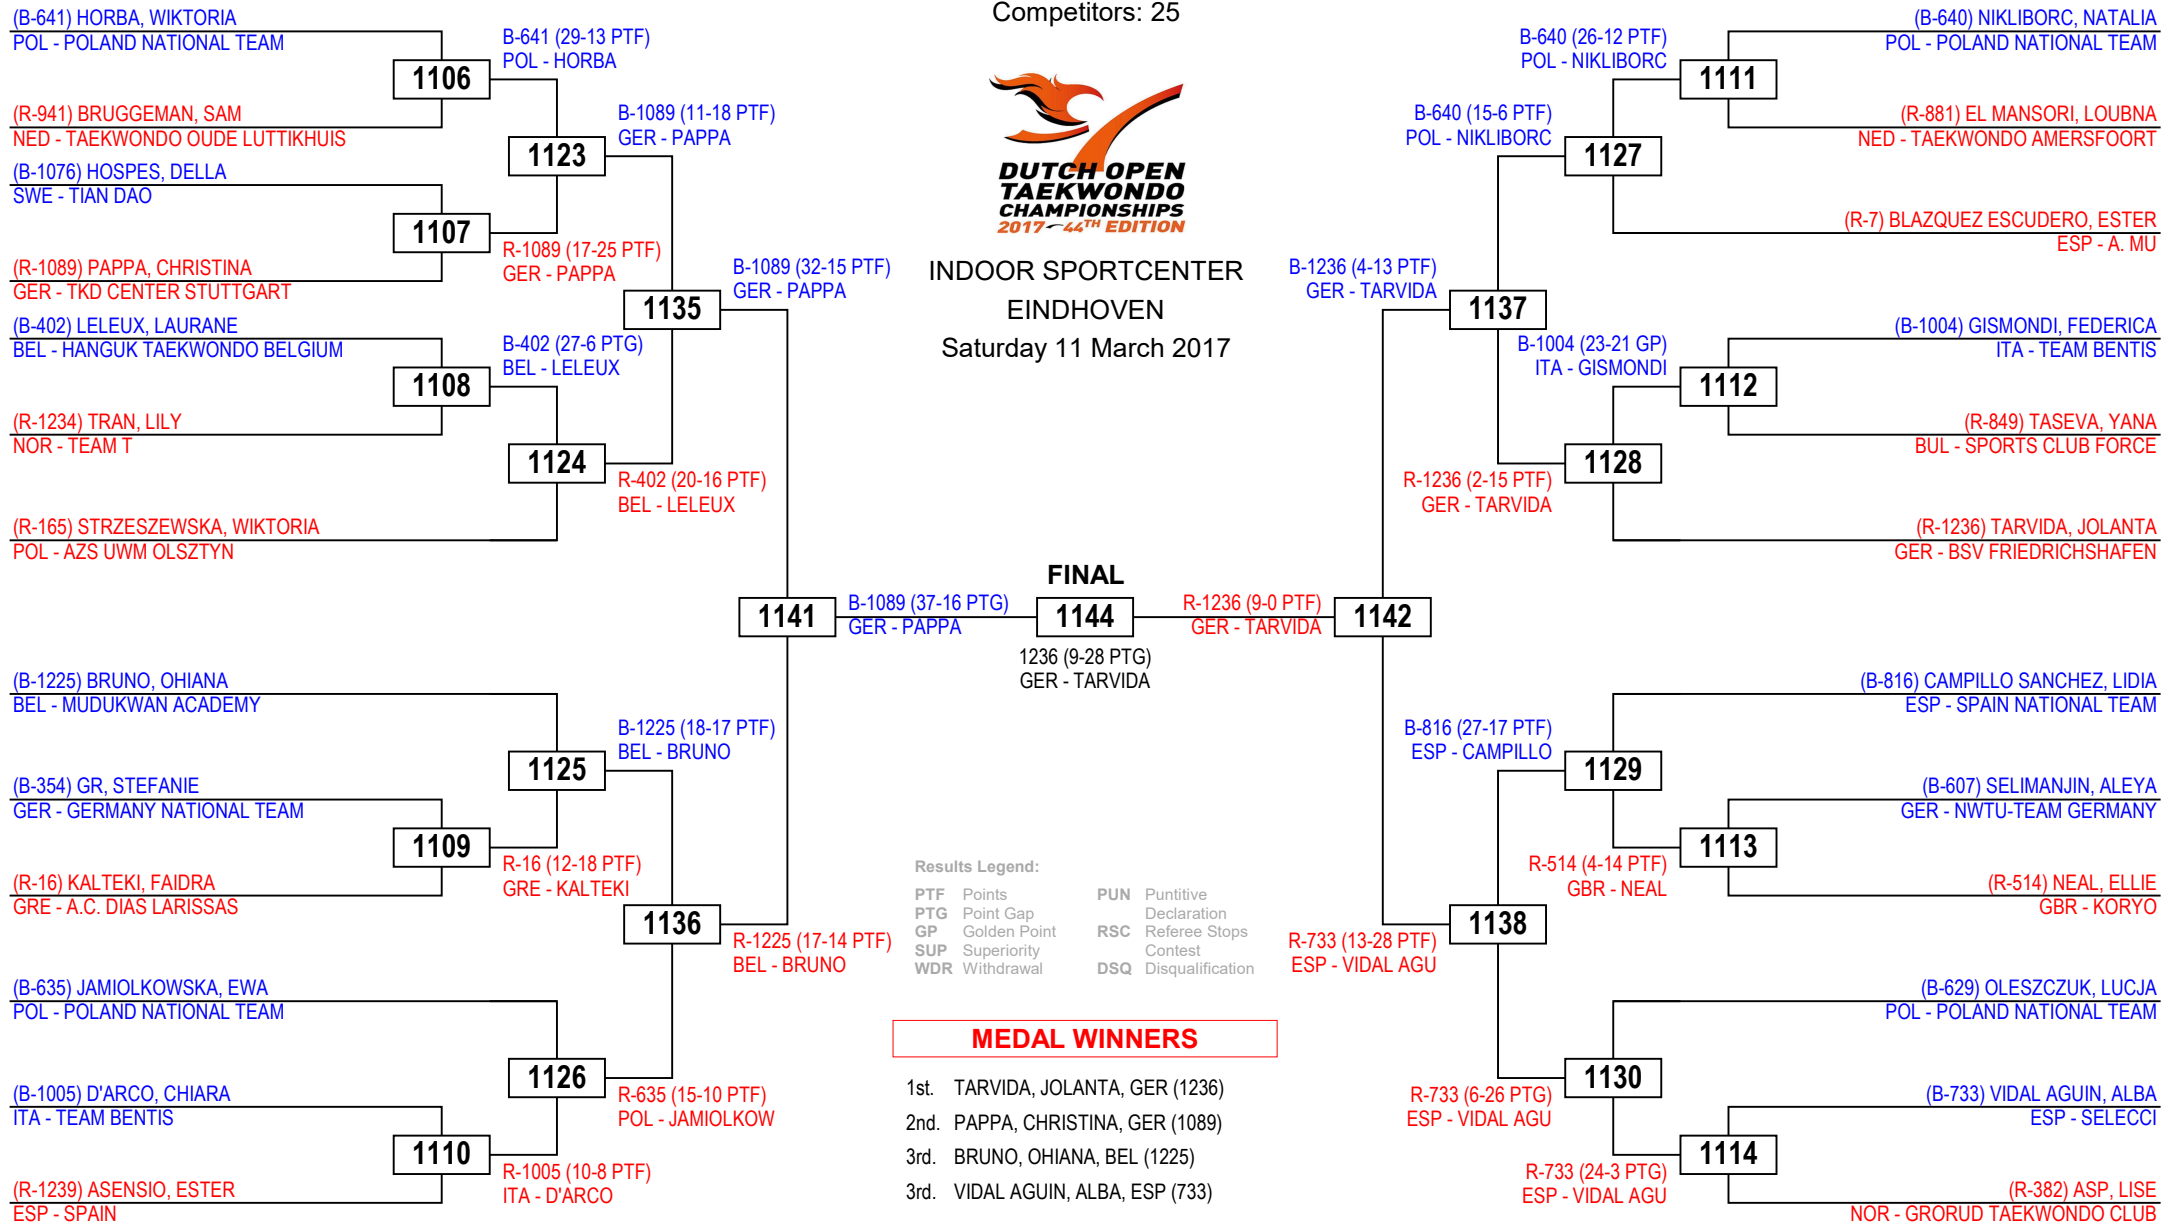 Competitors: 25
DUTCH OPEN
TAEKWONDO
CHAMPIONSHIPS
2017 44TH EDITION
INDOOR SPORTCENTER
EINDHOVEN
Saturday 11 March 2017
(B-641) HORBA, WIKTORIA
POL - POLAND NATIONAL TEAM
1106
(R-941) BRUGGEMAN, SAM
NED - TAEKWONDO OUDE LUTTIKHUIS
(B-1076) HOSPES, DELLA
SWE - TIAN DAO
1107
(R-1089) PAPPA, CHRISTINA
GER - TKD CENTER STUTTGART
(B-402) LELEUX, LAURANE
BEL - HANGUK TAEKWONDO BELGIUM
1108
(R-1234) TRAN, LILY
NOR - TEAM T
(R-165) STRZESZEWSKA, WIKTORIA
POL - AZS UWM OLSZTYN
(B-1225) BRUNO, OHIANA
BEL - MUDUKWAN ACADEMY
(B-354) GR, STEFANIE
GER - GERMANY NATIONAL TEAM
1109
(R-16) KALTEKI, FAIDRA
GRE - A.C. DIAS LARISSAS
(B-635) JAMIOLKOWSKA, EWA
POL - POLAND NATIONAL TEAM
(B-1005) D'ARCO, CHIARA
ITA - TEAM BENTIS
1110
(R-1239) ASENSIO, ESTER
ESP - SPAIN
B-641 (29-13 PTF)
POL - HORBA
1123
R-1089 (17-25 PTF)
GER - PAPPA
B-402 (27-6 PTG)
BEL - LELEUX
1124
1125
R-16 (12-18 PTF)
GRE - KALTEKI
1126
R-1005 (10-8 PTF)
ITA - D'ARCO
B-1089 (11-18 PTF)
GER - PAPPA
1135
R-402 (20-16 PTF)
BEL - LELEUX
B-1225 (18-17 PTF)
BEL - BRUNO
1136
R-635 (15-10 PTF)
POL - JAMIOLKOW
B-1089 (32-15 PTF)
GER - PAPPA
1141
R-1225 (17-14 PTF)
BEL - BRUNO
B-1089 (37-16 PTG)
GER - PAPPA
FINAL
1144
1236 (9-28 PTG)
GER - TARVIDA
R-1236 (9-0 PTF)
GER - TARVIDA
B-1236 (4-13 PTF)
GER - TARVIDA
1142
R-733 (13-28 PTF)
ESP - VIDAL AGU
B-640 (15-6 PTF)
POL - NIKLIBORC
1137
R-1236 (2-15 PTF)
GER - TARVIDA
B-816 (27-17 PTF)
ESP - CAMPILLO
1138
R-733 (6-26 PTG)
ESP - VIDAL AGU
B-640 (26-12 PTF)
POL - NIKLIBORC
1127
B-1004 (23-21 GP)
ITA - GISMONDI
1128
1129
R-514 (4-14 PTF)
GBR - NEAL
1130
R-733 (24-3 PTG)
ESP - VIDAL AGU
(B-640) NIKLIBORC, NATALIA
POL - POLAND NATIONAL TEAM
1111
(R-881) EL MANSORI, LOUBNA
NED - TAEKWONDO AMERSFOORT
(R-7) BLAZQUEZ ESCUDERO, ESTER
ESP - A. MU
(B-1004) GISMONDI, FEDERICA
ITA - TEAM BENTIS
1112
(R-849) TASEVA, YANA
BUL - SPORTS CLUB FORCE
(R-1236) TARVIDA, JOLANTA
GER - BSV FRIEDRICHSHAFEN
(B-816) CAMPILLO SANCHEZ, LIDIA
ESP - SPAIN NATIONAL TEAM
(B-607) SELIMANJIN, ALEYA
GER - NWTU-TEAM GERMANY
1113
(R-514) NEAL, ELLIE
GBR - KORYO
(B-629) OLESZCZUK, LUCJA
POL - POLAND NATIONAL TEAM
(B-733) VIDAL AGUIN, ALBA
ESP - SELECCI
1114
(R-382) ASP, LISE
NOR - GRORUD TAEKWONDO CLUB
Results Legend:
PTF Points
PTG Point Gap
GP Golden Point
SUP Superiority
WDR Withdrawal
PUN Puntitive
Declaration
RSC Referee Stops
Contest
DSQ Disqualification
MEDAL WINNERS
1st. TARVIDA, JOLANTA, GER (1236)
2nd. PAPPA, CHRISTINA, GER (1089)
3rd. BRUNO, OHIANA, BEL (1225)
3rd. VIDAL AGUIN, ALBA, ESP (733)